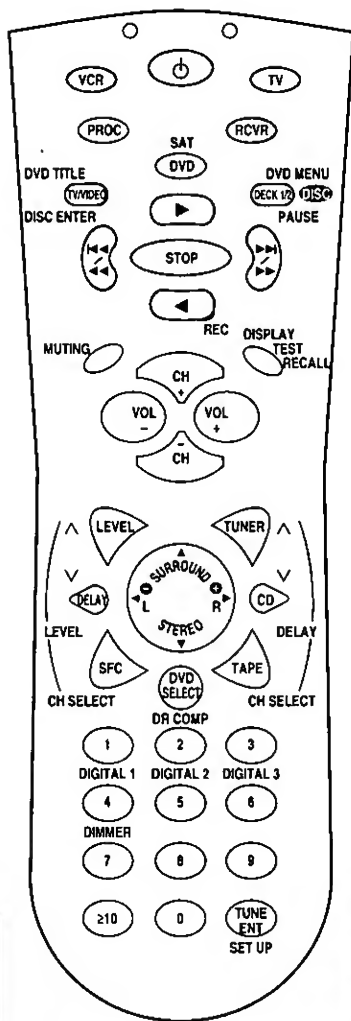 VCR
TV
PROC
RCVR
SAT
DVD TITLE
DVD
DVD MENU
TV/VIDEO
DECK 1/2
DISC
DISC ENTER
PAUSE
STOP
REC
MUTING
DISPLAY
TEST
RECALL
CH
+
VOL
-
VOL
+
-
CH
LEVEL
TUNER
SURROUND
L
R
DELAY
CD
STEREO
LEVEL
DELAY
SFC
DVD
SELECT
TAPE
CH SELECT
CH SELECT
DR COMP
1
2
3
DIGITAL 1
DIGITAL 2
DIGITAL 3
4
5
6
DIMMER
7
8
9
≥10
0
TUNE
ENT
SET UP